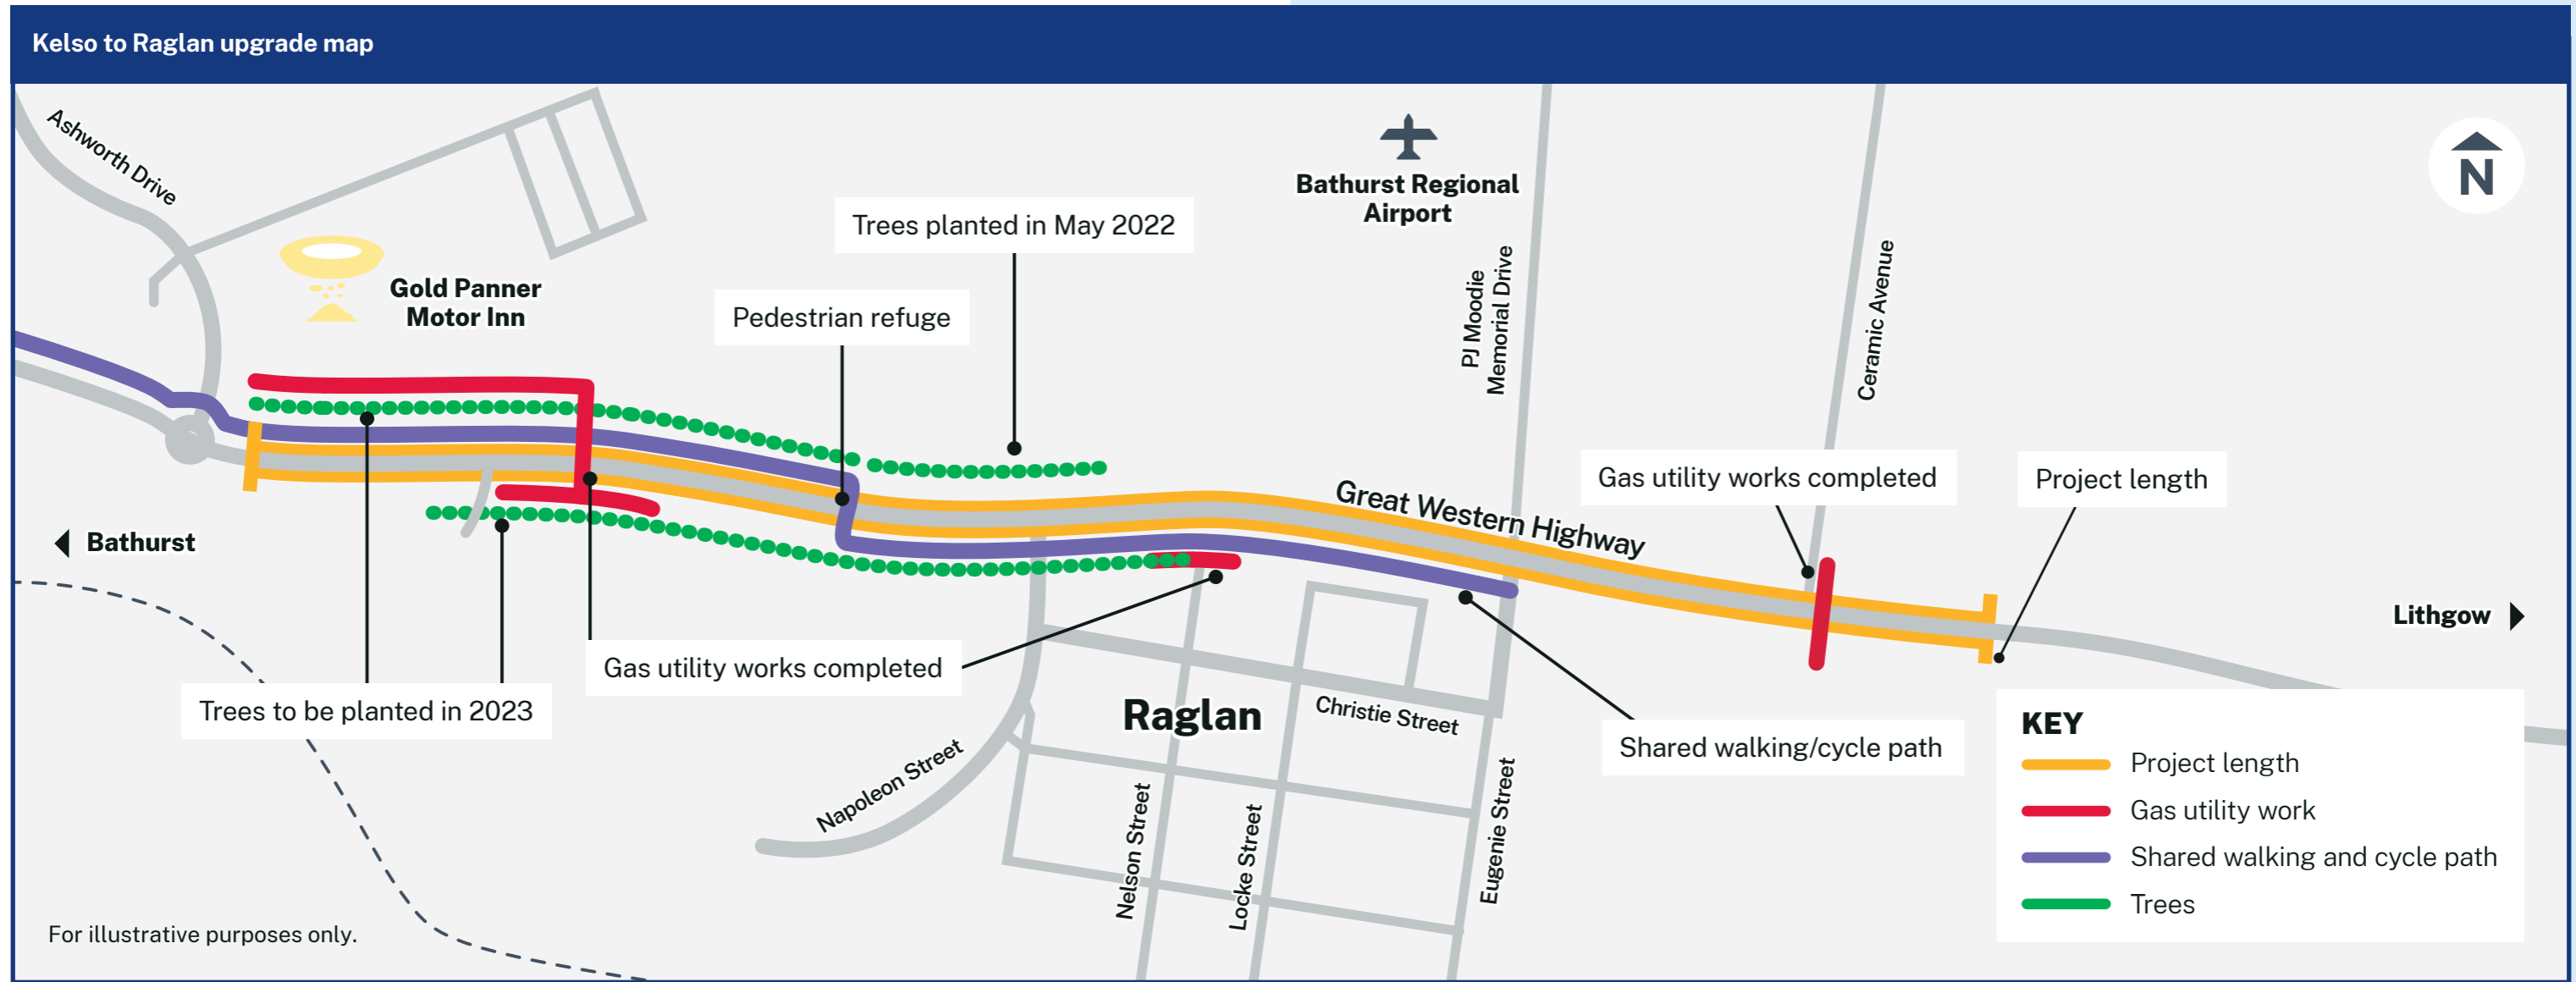 Kelso to Raglan upgrade map
Ashworth Drive
Gold Panner
Motor Inn
Trees planted in May 2022
Pedestrian refuge
Bathurst Regional
Airport
PJ Moodie
Memorial Drive
Ceramic Avenue
N
Great Western Highway
Gas utility works completed
Project length
Bathurst
Lithgow
Trees to be planted in 2023
Gas utility works completed
Raglan
Christie Street
Shared walking/cycle path
Napoleon Street
Nelson Street
Locke Street
Eugenie Street
KEY
Project length
Gas utility work
Shared walking and cycle path
Trees
For illustrative purposes only.